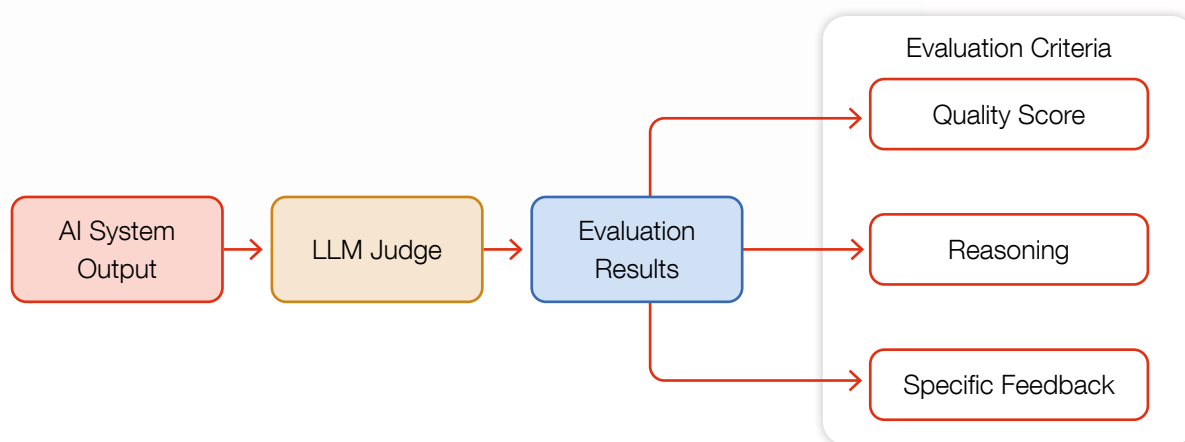 AI System
Output
LLM Judge
Evaluation
Results
Evaluation Criteria
Quality Score
Reasoning
Specific Feedback